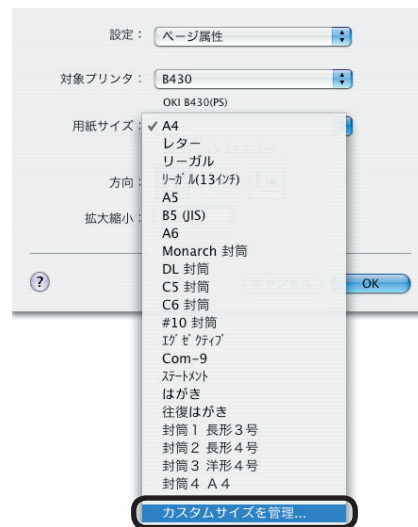 設定： ページ属性
対象プリンタ： B430
OKI B430(PS)
用紙サイズ： ✓ A4
レター
リーガル
ﾘｰｶﾞﾙ(13ｲﾝﾁ)
方向：
A5
拡大縮小：
B5 (JIS)
A6
Monarch 封筒
DL 封筒
C5 封筒
?
OK
C6 封筒
#10 封筒
ｴｸﾞｾﾞｸﾃｨﾌﾞ
Com-9
ｽﾃｰﾄﾒﾝﾄ
はがき
往復はがき
封筒１ 長形３号
封筒２ 長形４号
封筒３ 洋形４号
封筒４ Ａ４
カスタムサイズを管理...